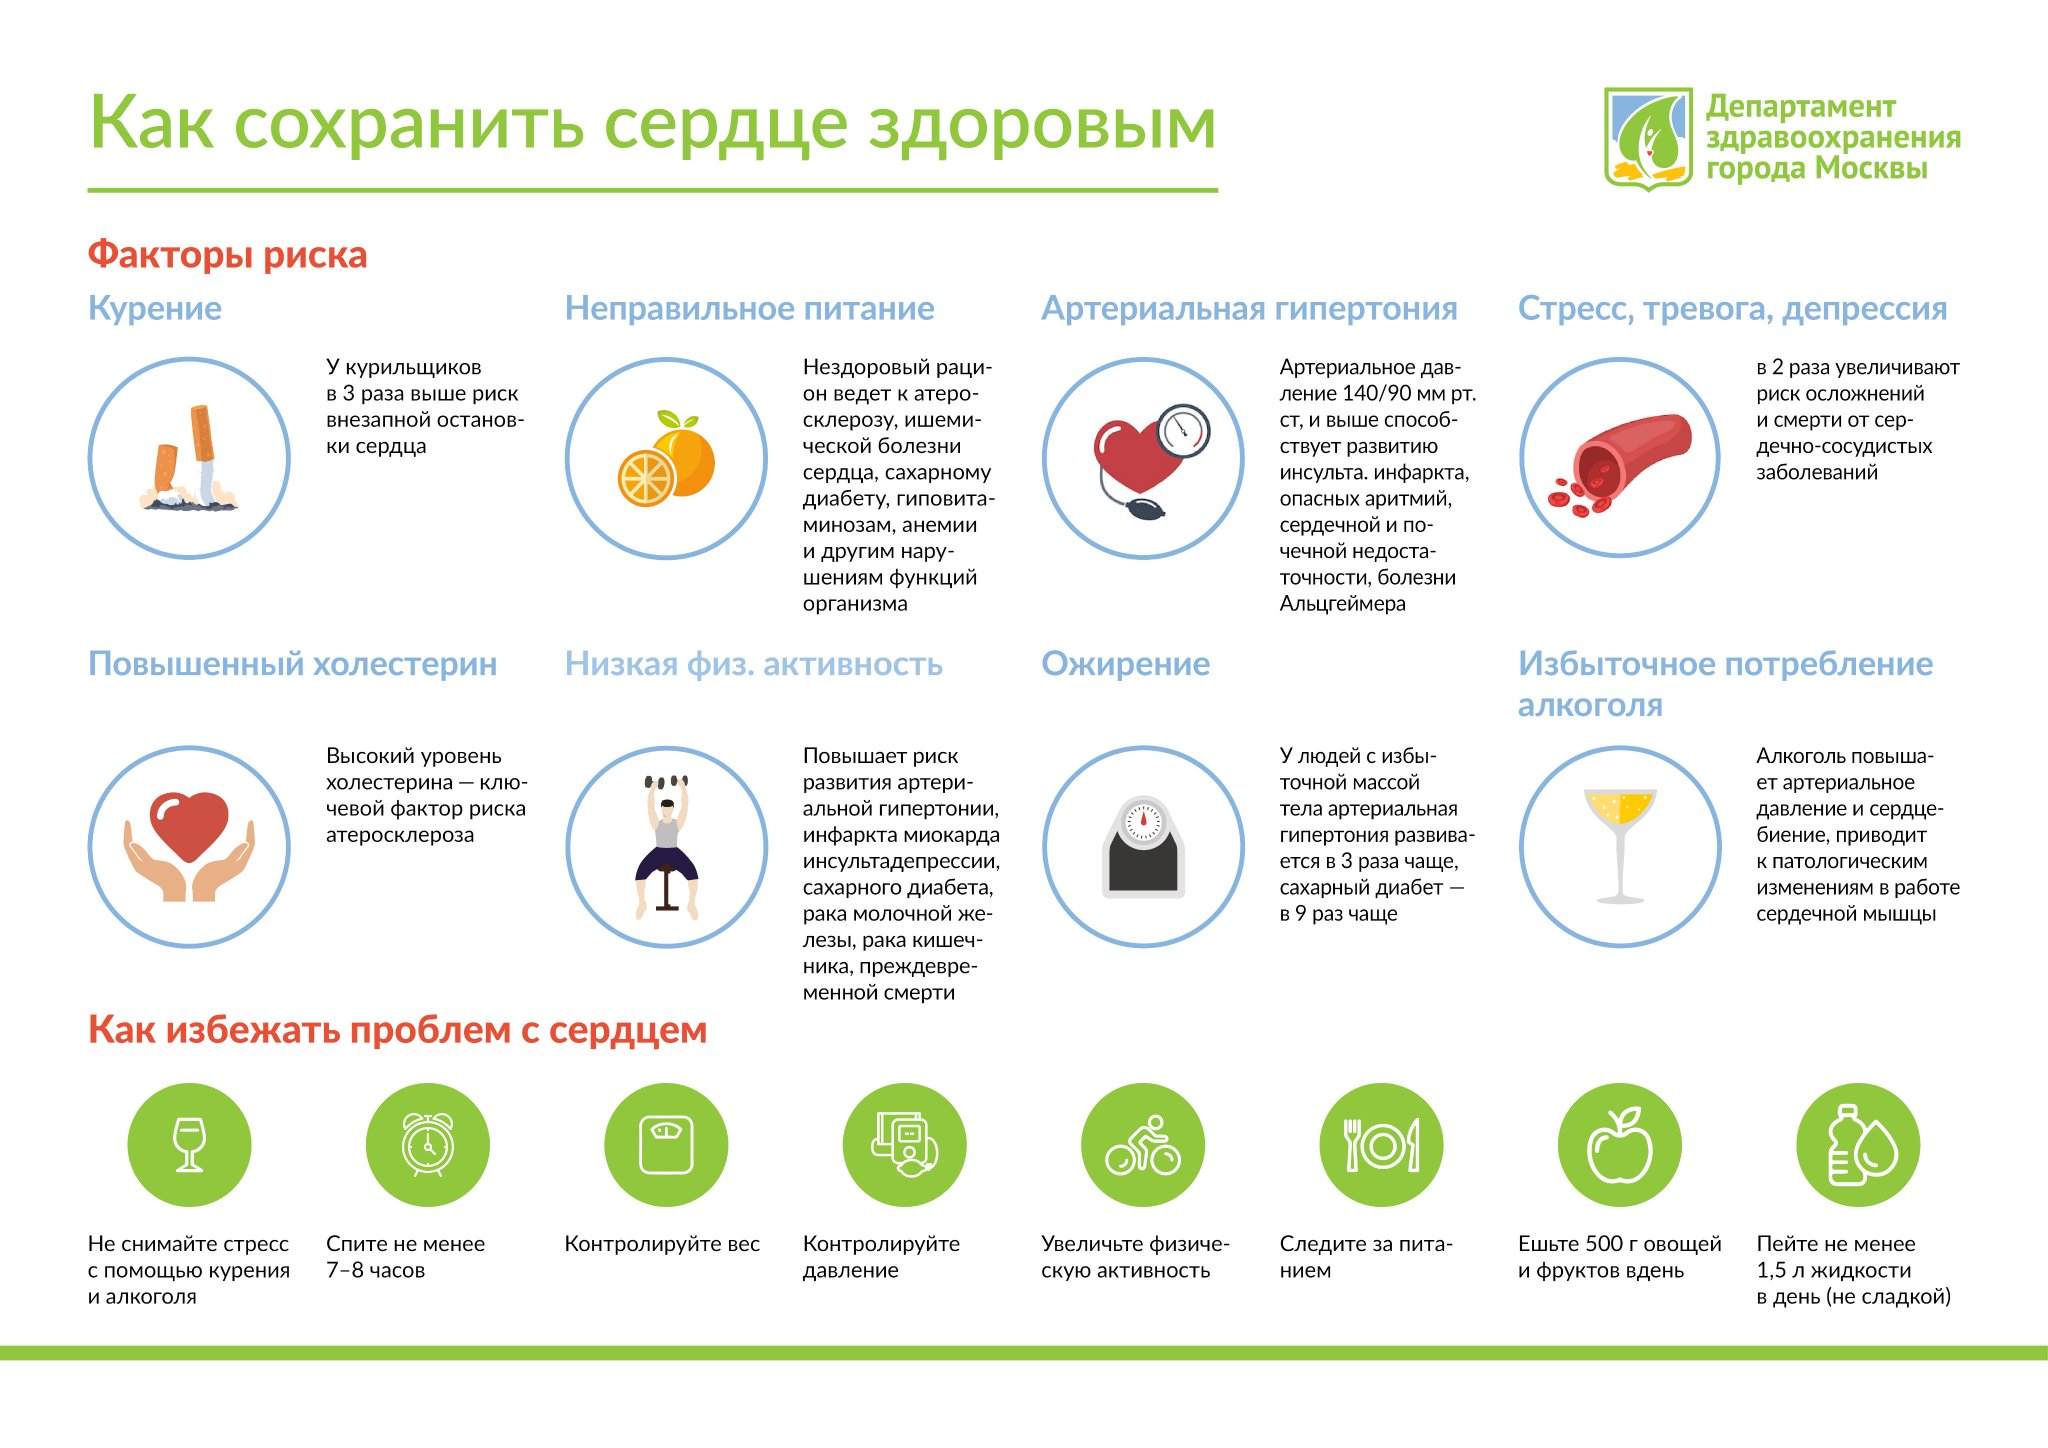 Как сохранить сердце здоровым
Департамент
здравоохранения
города Москвы
Факторы риска
Курение
У курильщиков
в 3 раза выше риск
внезапной останов-
ки сердца
Неправильное питание
Нездоровый раци-
он ведет к атеро-
склерозу, ишеми-
ческой болезни
сердца, сахарному
диабету, гиповита-
минозам, анемии
и другим нару-
шениям функций
организма
Артериальная гипертония
Артериальное дав-
ление 140/90 мм рт.
ст, и выше способ-
ствует развитию
инсульта. инфаркта,
опасных аритмий,
сердечной и по-
чечной недоста-
точности, болезни
Альцгеймера
Стресс, тревога, депрессия
в 2 раза увеличивают
риск осложнений
и смерти от сер-
дечно-сосудистых
заболеваний
Повышенный холестерин
Высокий уровень
холестерина — клю-
чевой фактор риска
атеросклероза
Низкая физ. активность
Повышает риск
развития артери-
альной гипертонии,
инфаркта миокарда
инсультадепрессии,
сахарного диабета,
рака молочной же-
лезы, рака кишеч-
ника, преждевре-
менной смерти
Ожирение
У людей с избы-
точной массой
тела артериальная
гипертония развива-
ется в 3 раза чаще,
сахарный диабет —
в 9 раз чаще
Избыточное потребление
алкоголя
Алкоголь повыша-
ет артериальное
давление и сердце-
биение, приводит
к патологическим
изменениям в работе
сердечной мышцы
Как избежать проблем с сердцем
Не снимайте стресс
с помощью курения
и алкоголя
Спите не менее
7–8 часов
Контролируйте вес
Контролируйте
давление
Увеличьте физиче-
скую активность
Следите за пита-
нием
Ешьте 500 г овощей
и фруктов вдень
Пейте не менее
1,5 л жидкости
в день (не сладкой)